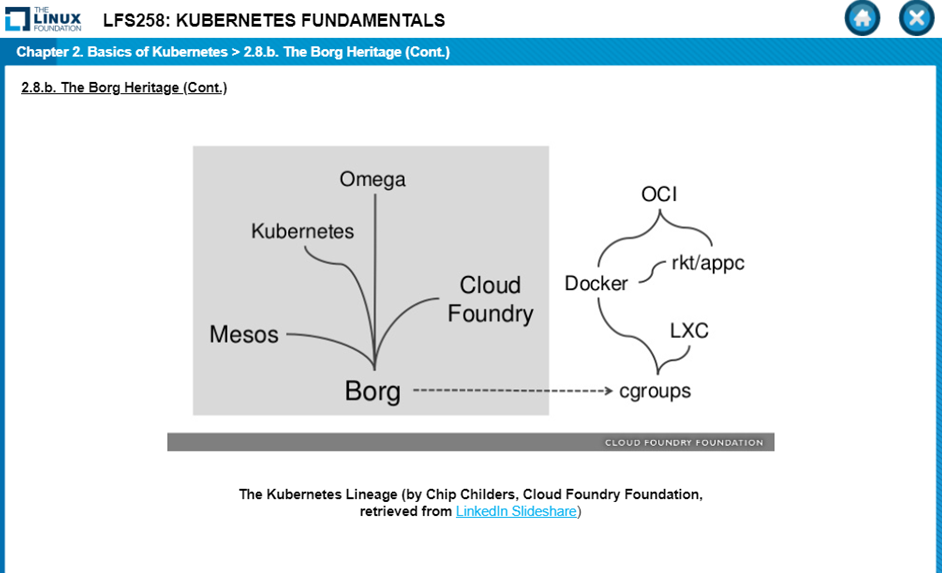 THE
LINUX
FOUNDATION
LFS258: KUBERNETES FUNDAMENTALS
Chapter 2. Basics of Kubernetes > 2.8.b. The Borg Heritage (Cont.)
2.8.b. The Borg Heritage (Cont.)
Omega
Kubernetes
Cloud
Foundry
Mesos
Borg
OCI
rkt/appc
Docker
LXC
cgroups
CLOUD FOUNDRY FOUNDATION
The Kubernetes Lineage (by Chip Childers, Cloud Foundry Foundation,
retrieved from LinkedIn Slideshare)